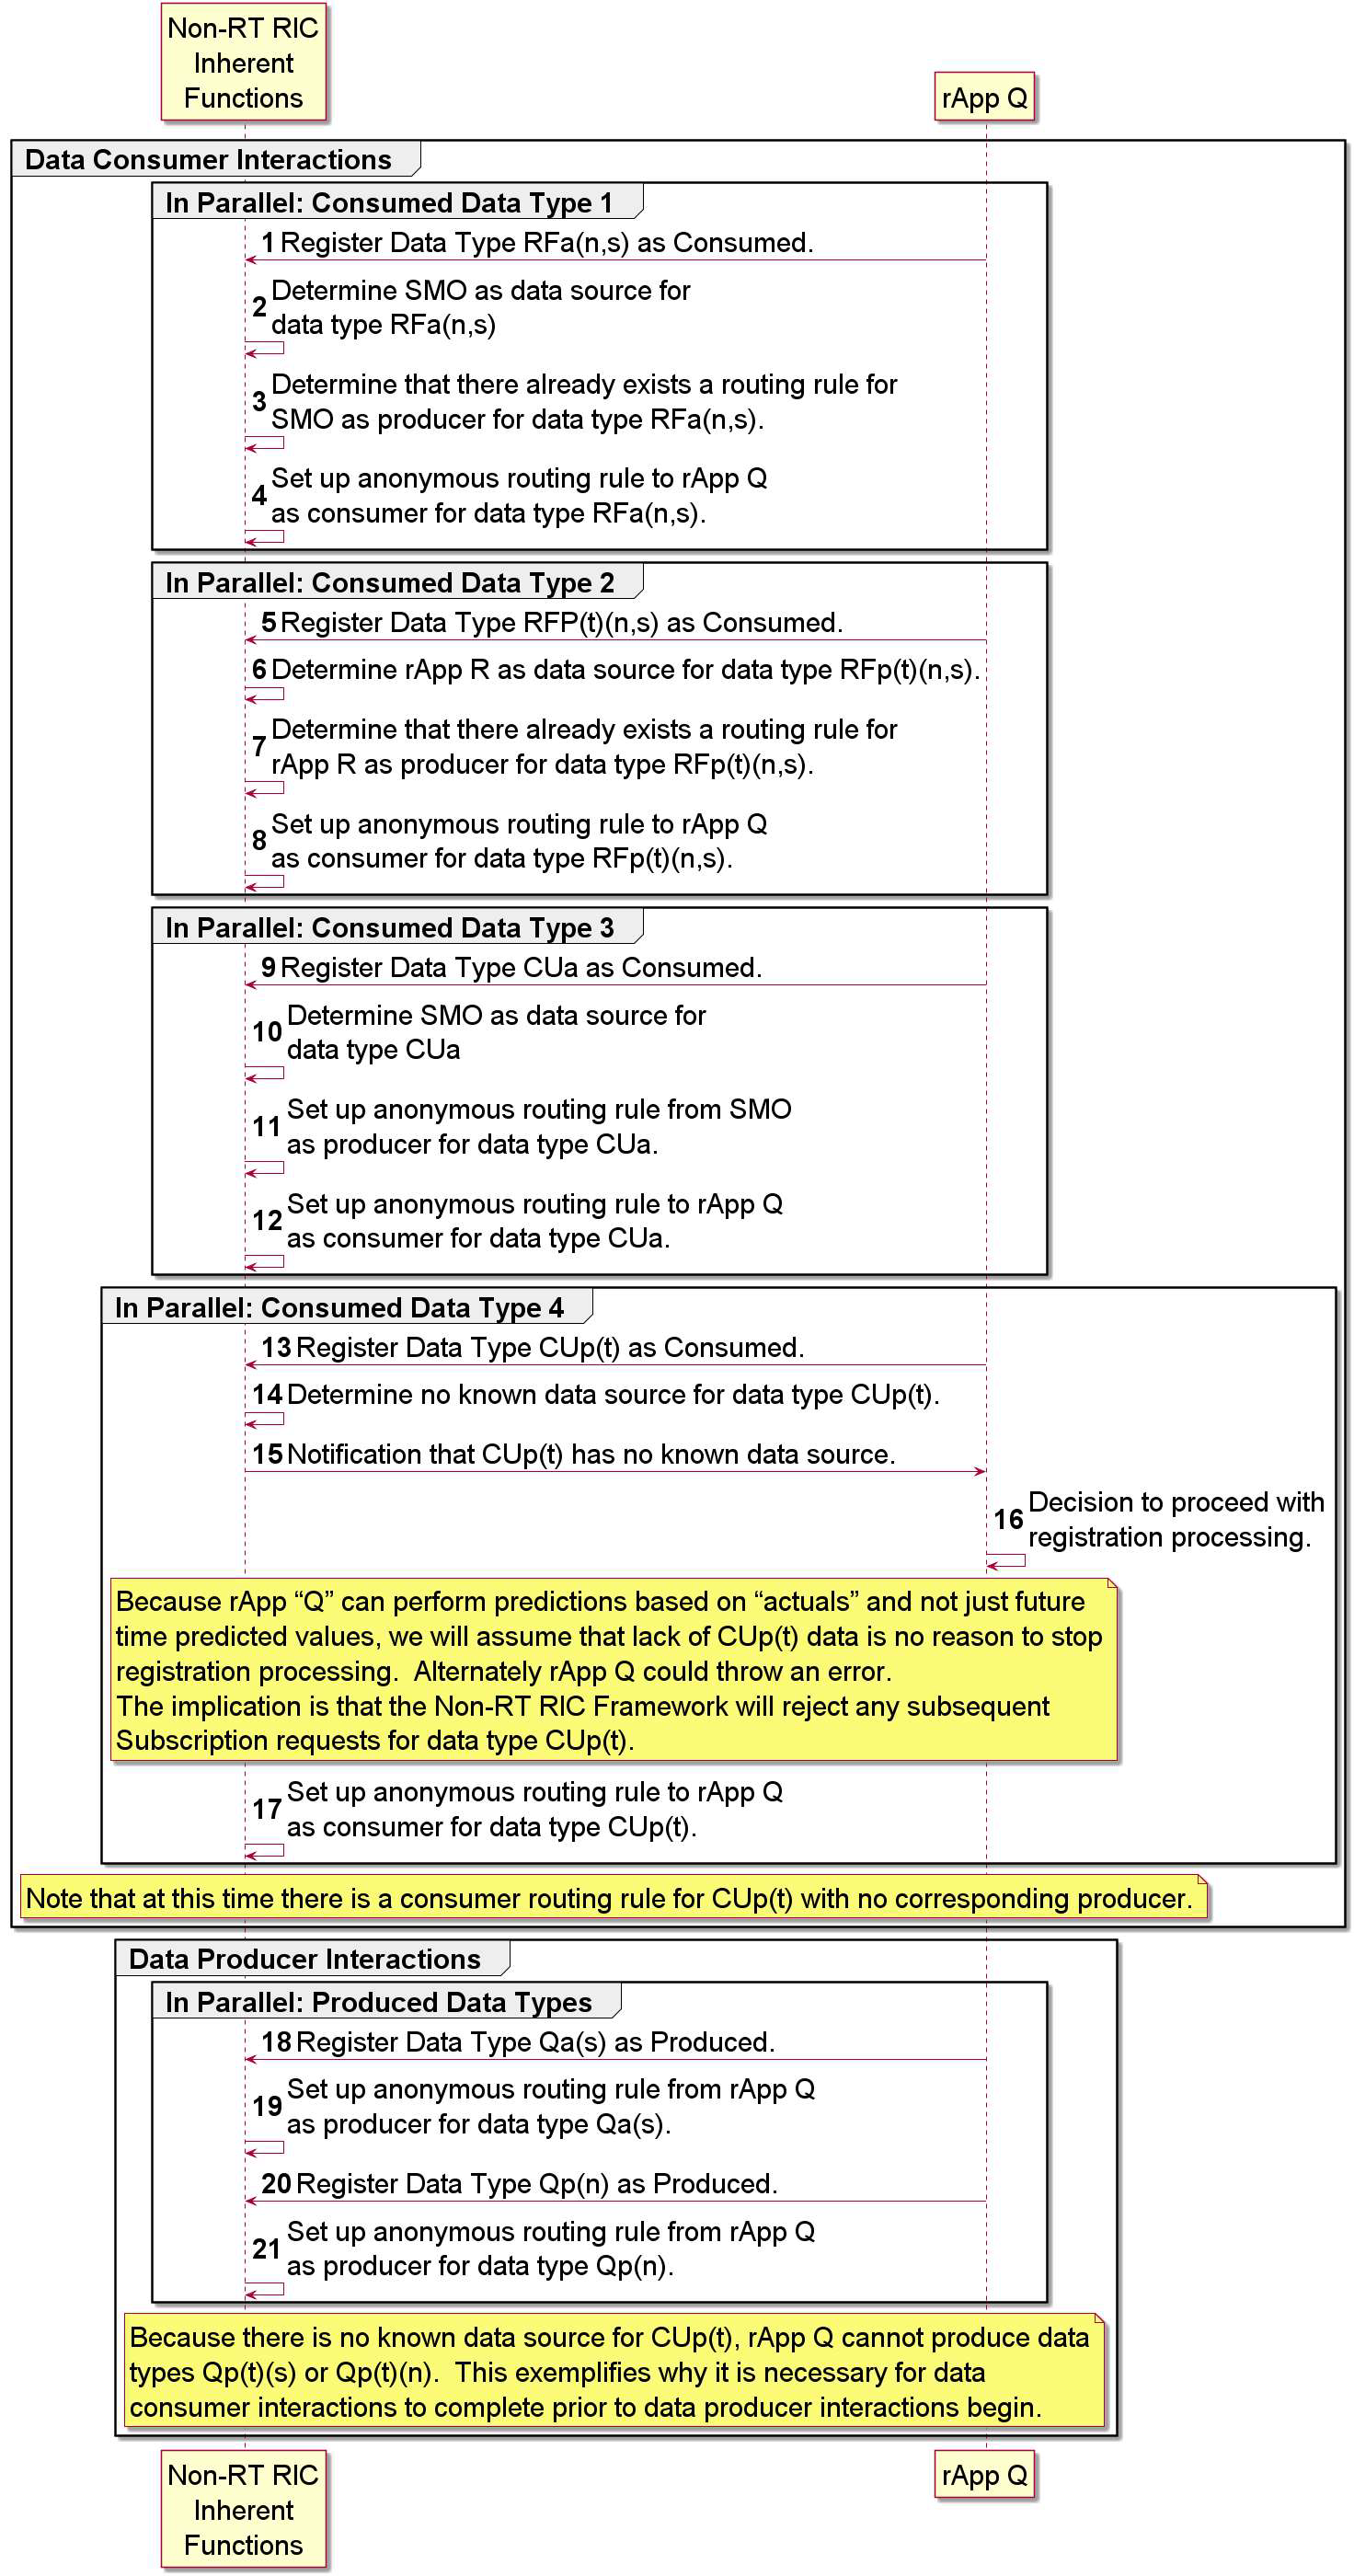 Non-RT RIC
Inherent
Functions
rApp Q
Data Consumer Interactions
In Parallel: Consumed Data Type 1
1 Register Data Type RFa(n,s) as Consumed.
2 Determine SMO as data source for
data type RFa(n,s)
3 Determine that there already exists a routing rule for
SMO as producer for data type RFa(n,s).
4 Set up anonymous routing rule to rApp Q
as consumer for data type RFa(n,s).
In Parallel: Consumed Data Type 2
5 Register Data Type RFP(t)(n,s) as Consumed.
6 Determine rApp R as data source for data type RFp(t)(n,s).
7 Determine that there already exists a routing rule for
rApp R as producer for data type RFp(t)(n,s).
8 Set up anonymous routing rule to rApp Q
as consumer for data type RFp(t)(n,s).
In Parallel: Consumed Data Type 3
9 Register Data Type CUa as Consumed.
10 Determine SMO as data source for
data type CUa
11 Set up anonymous routing rule from SMO
as producer for data type CUa.
12 Set up anonymous routing rule to rApp Q
as consumer for data type CUa.
In Parallel: Consumed Data Type 4
13 Register Data Type CUp(t) as Consumed.
14 Determine no known data source for data type CUp(t).
15 Notification that CUp(t) has no known data source.
16 Decision to proceed with
registration processing.
Because rApp “Q” can perform predictions based on “actuals” and not just future
time predicted values, we will assume that lack of CUp(t) data is no reason to stop
registration processing.  Alternately rApp Q could throw an error.
The implication is that the Non-RT RIC Framework will reject any subsequent
Subscription requests for data type CUp(t).
17 Set up anonymous routing rule to rApp Q
as consumer for data type CUp(t).
Note that at this time there is a consumer routing rule for CUp(t) with no corresponding producer.
Data Producer Interactions
In Parallel: Produced Data Types
18 Register Data Type Qa(s) as Produced.
19 Set up anonymous routing rule from rApp Q
as producer for data type Qa(s).
20 Register Data Type Qp(n) as Produced.
21 Set up anonymous routing rule from rApp Q
as producer for data type Qp(n).
Because there is no known data source for CUp(t), rApp Q cannot produce data
types Qp(t)(s) or Qp(t)(n).  This exemplifies why it is necessary for data
consumer interactions to complete prior to data producer interactions begin.
Non-RT RIC
Inherent
Functions
rApp Q